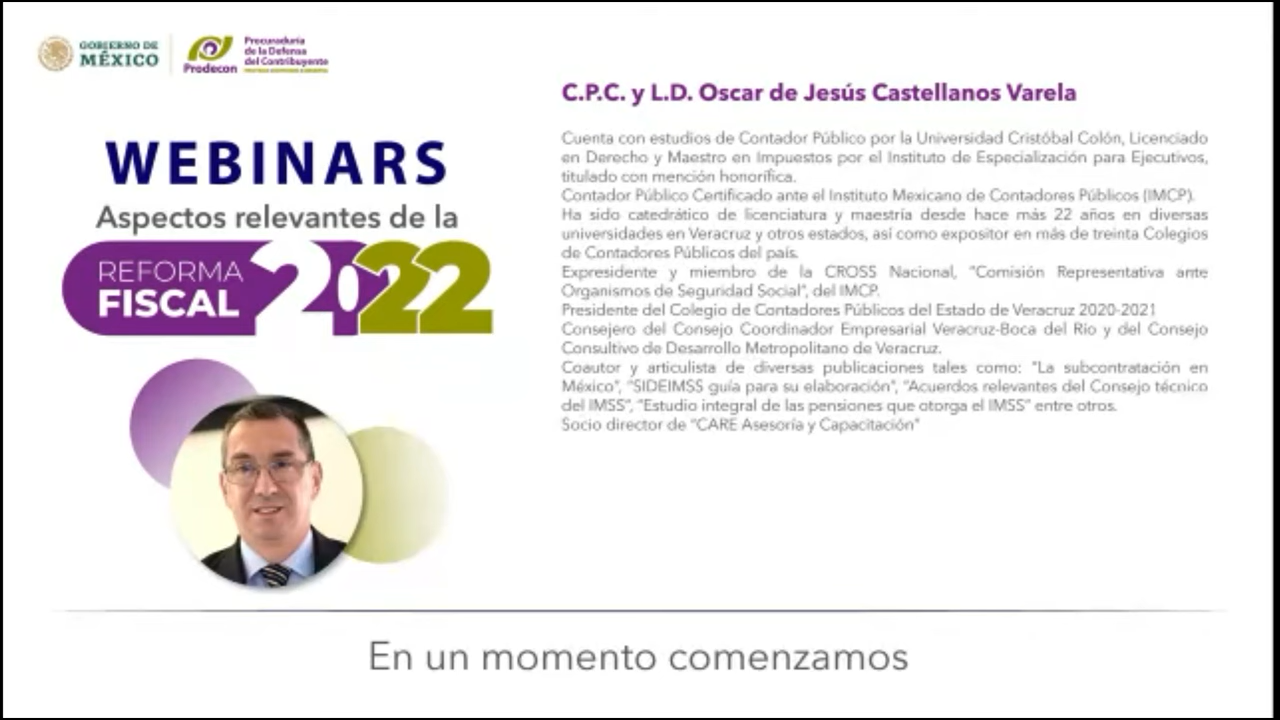 GOBIERNO DE
MÉXICO
Prodecon
Procuraduría
de la Defensa
del Contribuyente
WEBINARS
Aspectos relevantes de la
REFORMA
FISCAL
2022
C.P.C. y L.D. Oscar de Jesús Castellanos Varela
Cuenta con estudios de Contador Público por la Universidad Cristóbal Colón, Licenciado
en Derecho y Maestro en Impuestos por el Instituto de Especialización para Ejecutivos,
titulado con mención honorífica.
Contador Público Certificado ante el Instituto Mexicano de Contadores Públicos (IMCP).
Ha sido catedrático de licenciatura y maestría desde hace más 22 años en diversas
universidades en Veracruz y otros estados, así como expositor en más de treinta Colegios
de Contadores Públicos del país.
Expresidente y miembro de la CROSS Nacional, "Comisión Representativa ante
Organismos de Seguridad Social", del IMCP.
Presidente del Colegio de Contadores Públicos del Estado de Veracruz 2020-2021
Consejero del Consejo Coordinador Empresarial Veracruz-Boca del Río y del Consejo
Consultivo de Desarrollo Metropolitano de Veracruz.
Coautor y articulista de diversas publicaciones tales como: "La subcontratación en
México", "SIDEIMSS guía para su elaboración", "Acuerdos relevantes del Consejo técnico
del IMSS", "Estudio integral de las pensiones que otorga el IMSS" entre otros.
Socio director de "CARE Asesoría y Capacitación"
En un momento comenzamos